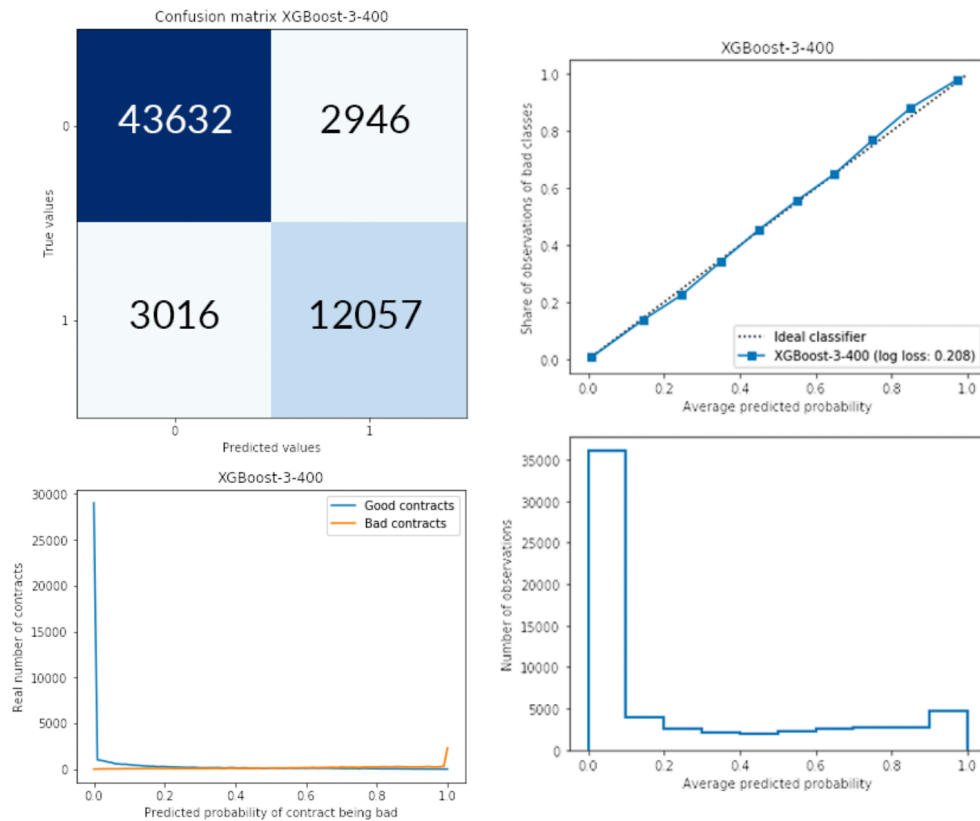 Confusion matrix XGBoost-3-400
43632 2946
3016 12057
0
1
True values
0 1
Predicted values
XGBoost-3-400
1.0
0.8
0.6
0.4
0.2
0.0
Share of observations of bad classes
Ideal classifier
XGBoost-3-400 (log loss: 0.208)
0.0 0.2 0.4 0.6 0.8 1.0
Average predicted probability
XGBoost-3-400
30000
25000
20000
15000
10000
5000
0
Real number of contracts
Good contracts
Bad contracts
0.0 0.2 0.4 0.6 0.8 1.0
Predicted probability of contract being bad
35000
30000
25000
20000
15000
10000
5000
0
Number of observations
0.0 0.2 0.4 0.6 0.8 1.0
Average predicted probability